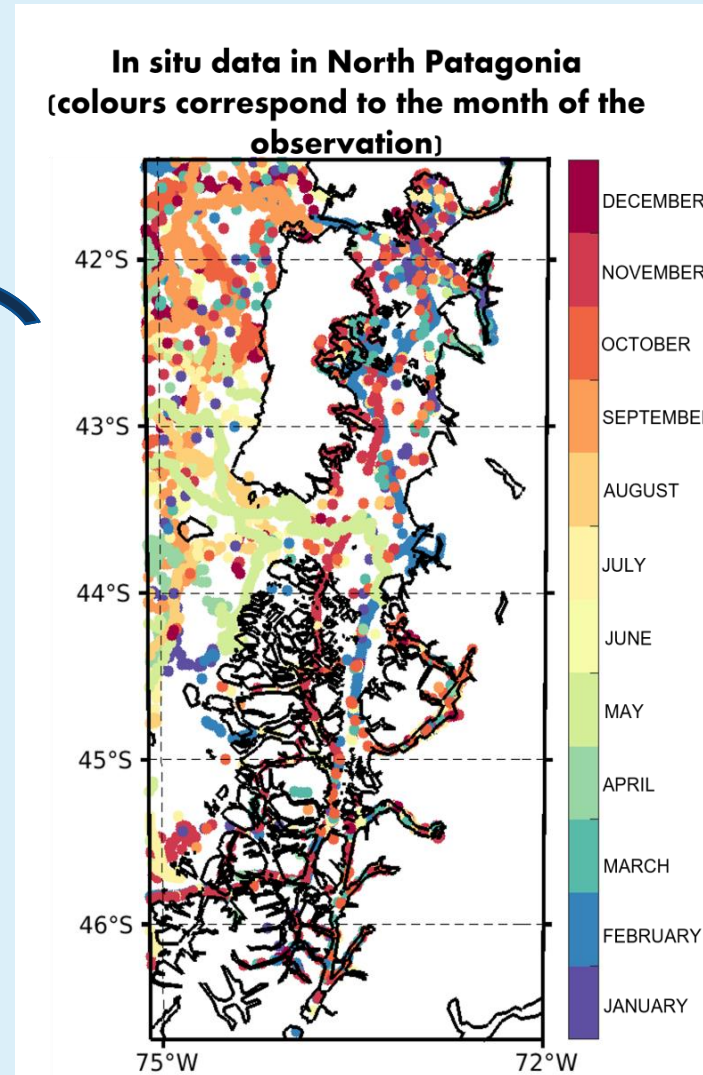 In situ data in North Patagonia
(colours correspond to the month of the
observation)
42°S
43°S
44°S
45°S
46°S
75°W
72°W
DECEMBER
NOVEMBER
OCTOBER
SEPTEMBER
AUGUST
JULY
JUNE
MAY
APRIL
MARCH
FEBRUARY
JANUARY